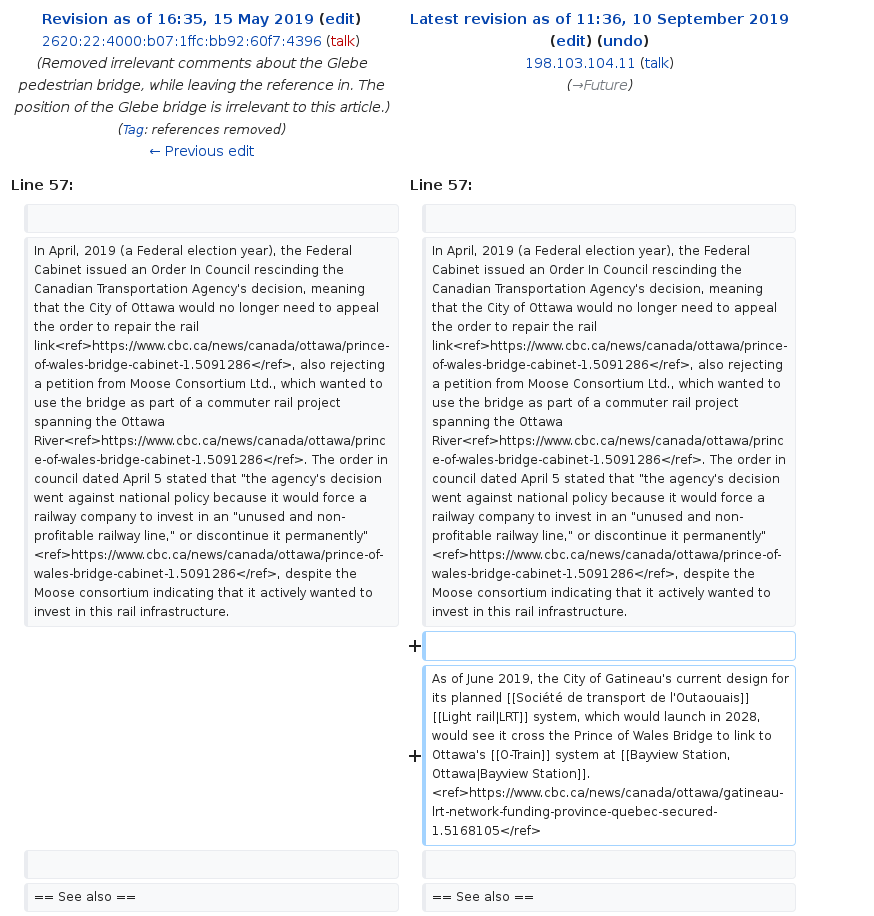 Revision as of 16:35, 15 May 2019 (edit)
2620:22:4000:b07:1ffc:bb92:60f7:4396 (talk)
(Removed irrelevant comments about the Glebe
pedestrian bridge, while leaving the reference in. The
position of the Glebe bridge is irrelevant to this article.)
(Tag: references removed)
← Previous edit
Latest revision as of 11:36, 10 September 2019
(edit) (undo)
198.103.104.11 (talk)
(→Future)
Line 57:
In April, 2019 (a Federal election year), the Federal
Cabinet issued an Order In Council rescinding the
Canadian Transportation Agency's decision, meaning
that the City of Ottawa would no longer need to appeal
the order to repair the rail
link<ref>https://www.cbc.ca/news/canada/ottawa/prince-
of-wales-bridge-cabinet-1.5091286</ref>, also rejecting
a petition from Moose Consortium Ltd., which wanted to
use the bridge as part of a commuter rail project
spanning the Ottawa
River<ref>https://www.cbc.ca/news/canada/ottawa/princ
e-of-wales-bridge-cabinet-1.5091286</ref>. The order in
council dated April 5 stated that "the agency's decision
went against national policy because it would force a
railway company to invest in an "unused and non-
profitable railway line," or discontinue it permanently"
<ref>https://www.cbc.ca/news/canada/ottawa/prince-of-
wales-bridge-cabinet-1.5091286</ref>, despite the
Moose consortium indicating that it actively wanted to
invest in this rail infrastructure.
== See also ==
Line 57:
In April, 2019 (a Federal election year), the Federal
Cabinet issued an Order In Council rescinding the
Canadian Transportation Agency's decision, meaning
that the City of Ottawa would no longer need to appeal
the order to repair the rail
link<ref>https://www.cbc.ca/news/canada/ottawa/prince-
of-wales-bridge-cabinet-1.5091286</ref>, also rejecting
a petition from Moose Consortium Ltd., which wanted to
use the bridge as part of a commuter rail project
spanning the Ottawa
River<ref>https://www.cbc.ca/news/canada/ottawa/princ
e-of-wales-bridge-cabinet-1.5091286</ref>. The order in
council dated April 5 stated that "the agency's decision
went against national policy because it would force a
railway company to invest in an "unused and non-
profitable railway line," or discontinue it permanently"
<ref>https://www.cbc.ca/news/canada/ottawa/prince-of-
wales-bridge-cabinet-1.5091286</ref>, despite the
Moose consortium indicating that it actively wanted to
invest in this rail infrastructure.
+
+
As of June 2019, the City of Gatineau's current design for
its planned [[Société de transport de l'Outaouais]]
[[Light rail|LRT]] system, which would launch in 2028,
would see it cross the Prince of Wales Bridge to link to
Ottawa's [[O-Train]] system at [[Bayview Station,
Ottawa|Bayview Station]].
<ref>https://www.cbc.ca/news/canada/ottawa/gatineau-
lrt-network-funding-province-quebec-secured-
1.5168105</ref>
== See also ==